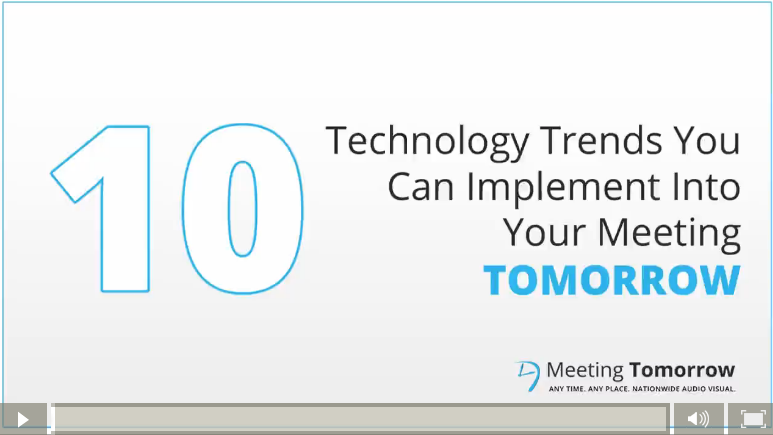 10
Technology Trends You
Can Implement Into
Your Meeting
TOMORROW
Meeting Tomorrow
ANY TIME. ANY PLACE. NATIONWIDE AUDIO VISUAL.